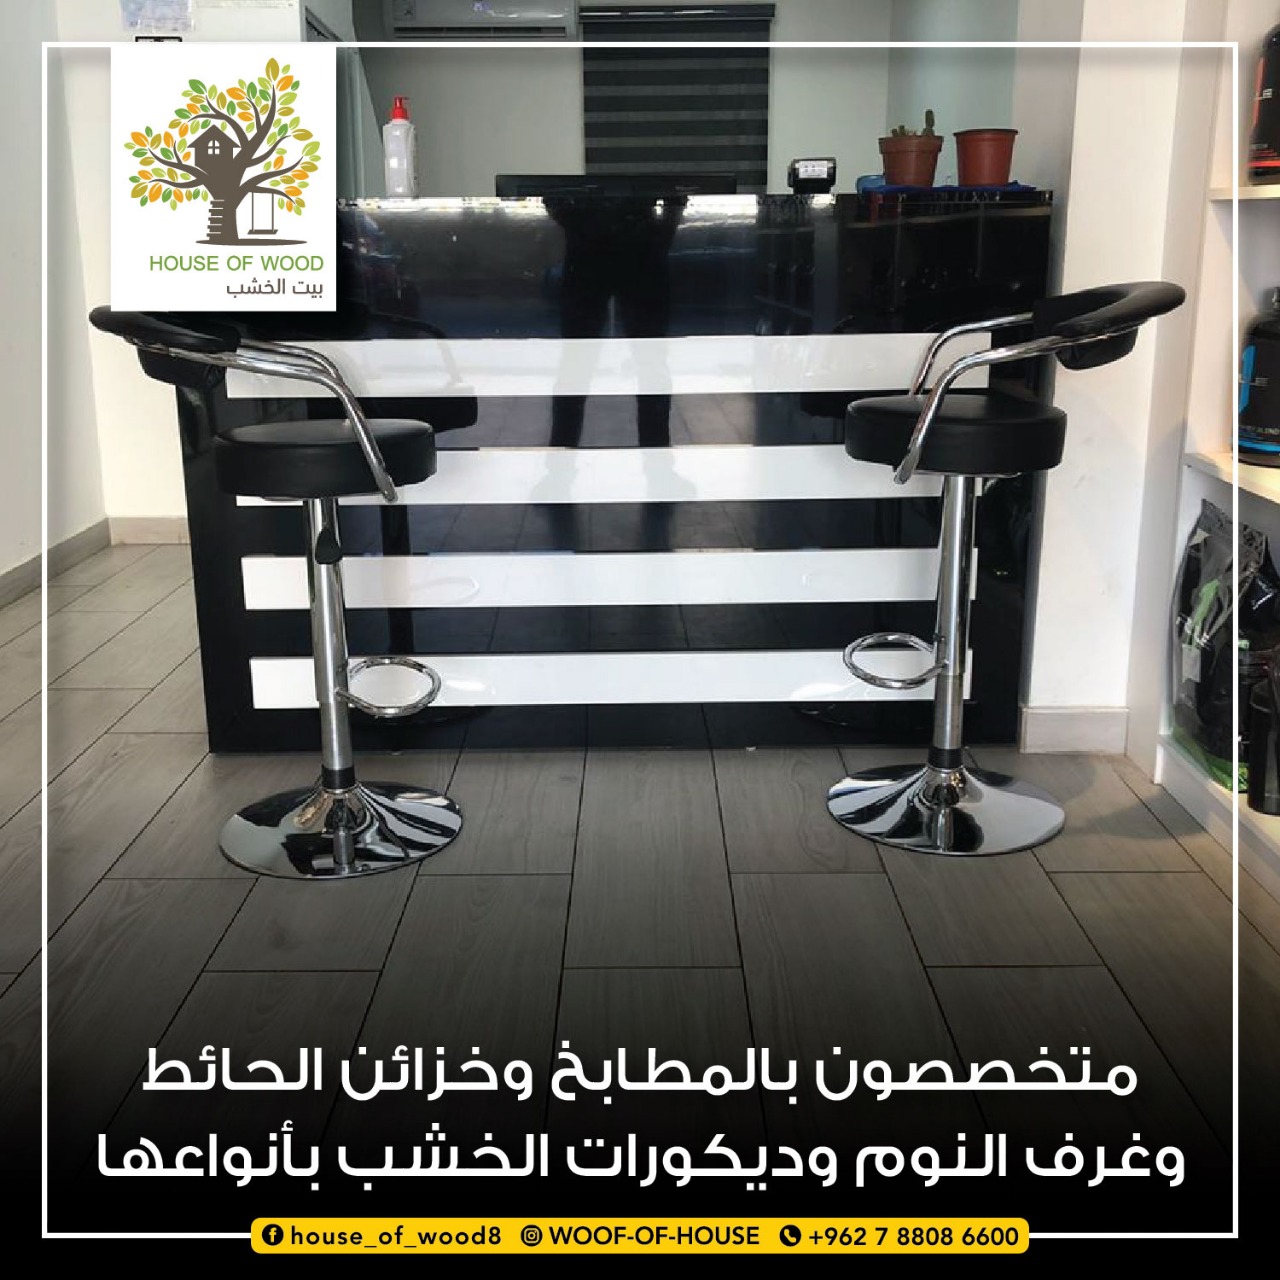 HOUSE OF WOOD
بيت الخشب
متخصصون بالمطابخ وخزائن الحائط
وغرف النوم وديكورات الخشب بأنواعها
house_of_wood8 WOOF-OF-HOUSE +962 7 8808 6600